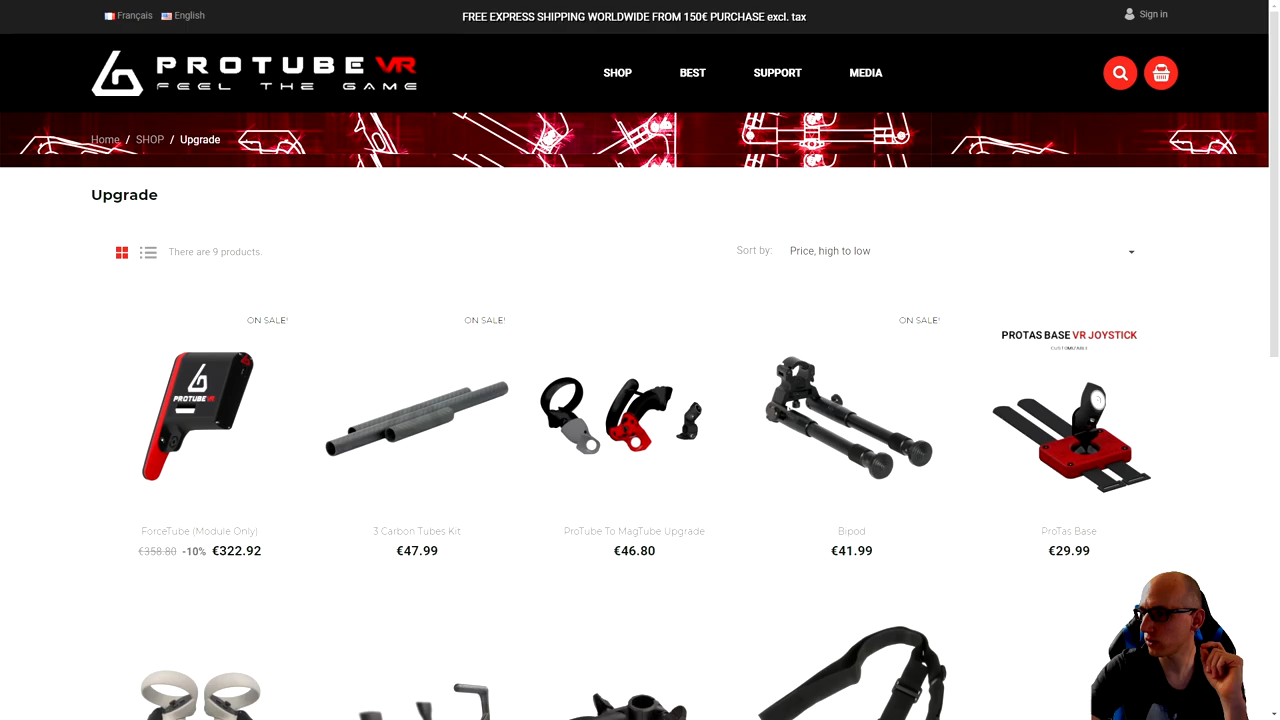 Français English
FREE EXPRESS SHIPPING WORLDWIDE FROM 150€ PURCHASE excl. tax
Sign in
PROTUBE VR
FEEL THE GAME
SHOP BEST SUPPORT MEDIA
Home / SHOP / Upgrade
Upgrade
There are 9 products.
Sort by: Price, high to low
ON SALE!
ON SALE!
ON SALE!
PROTAS BASE VR JOYSTICK
CUSTOMIZABLE
PROTUBEVR
ForceTube (Module Only)
€358.80 -10% €322.92
3 Carbon Tubes Kit
€47.99
ProTube To MagTube Upgrade
€46.80
Bipod
€41.99
ProTas Base
€29.99